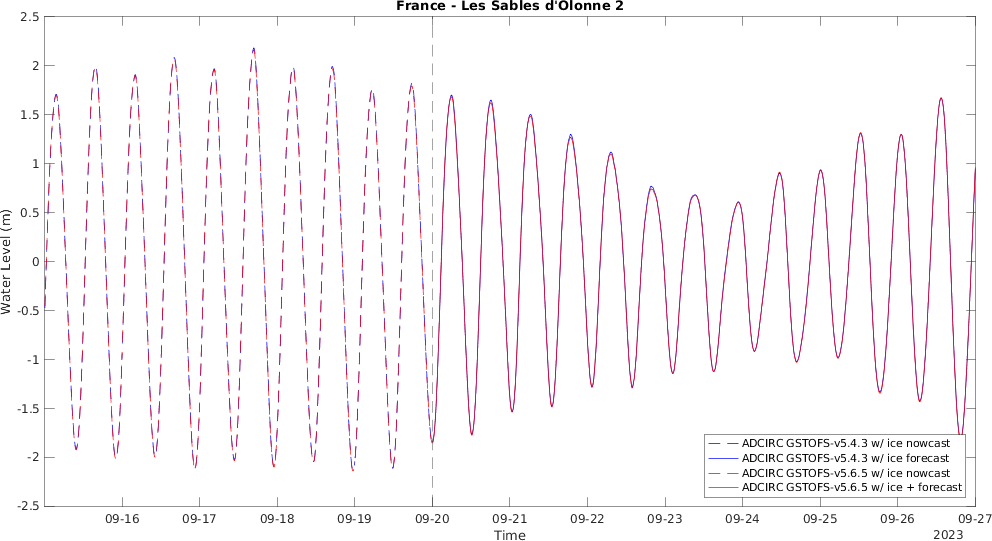 France - Les Sables d'Olonne 2
2.5
2
1.5
1
0.5
0
-0.5
-1
-1.5
-2
-2.5
Water Level (m)
ADCIRC GSTOFS-v5.4.3 w/ ice nowcast
ADCIRC GSTOFS-v5.4.3 w/ ice forecast
ADCIRC GSTOFS-v5.6.5 w/ ice nowcast
ADCIRC GSTOFS-v5.6.5 w/ ice + forecast
09-16 09-17 09-18 09-19 09-20 09-21 09-22 09-23 09-24 09-25 09-26 09-27
Time
2023